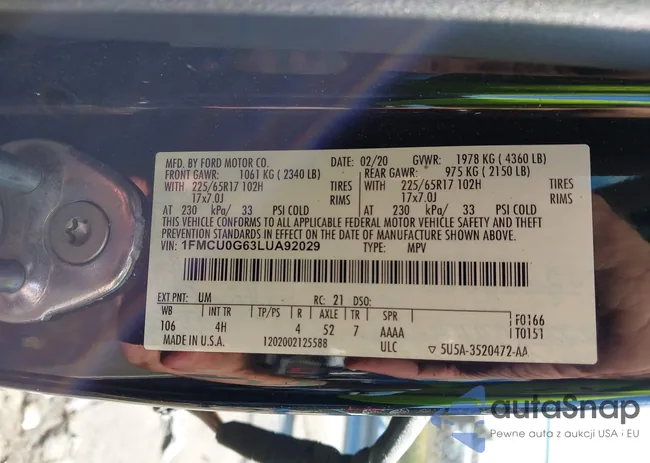 MFD. BY FORD MOTOR CO. DATE: 02/20 GVWR: 1978 KG ( 4360 LB)
FRONT GAWR: 1061 KG ( 2340 LB) REAR GAWR: 975 KG ( 2150 LB)
WITH 225/65R17 102H TIRES WITH 225/65R17 102H TIRES
17x7.0J RIMS 17x7.0J RIMS
AT 230 kPa/ 33 PSI COLD AT 230 kPa/ 33 PSI COLD
THIS VEHICLE CONFORMS TO ALL APPLICABLE FEDERAL MOTOR VEHICLE SAFETY AND THEFT
PREVENTION STANDARDS IN EFFECT ON THE DATE OF MANUFACTURE SHOWN ABOVE.
VIN: 1FMCU0G63LUA92029 TYPE: MPV
EXT PNT: UM RC: 21 DSO:
WB INT TR TP/PS R AXLE TR SPR F0166
106 4H 4 52 7 AAAA T0151
MADE IN U.S.A. 1202002125588 ULC ▽ 5U5A-3520472-AA
autaSnap
Pewne auta z aukcji USA i EU